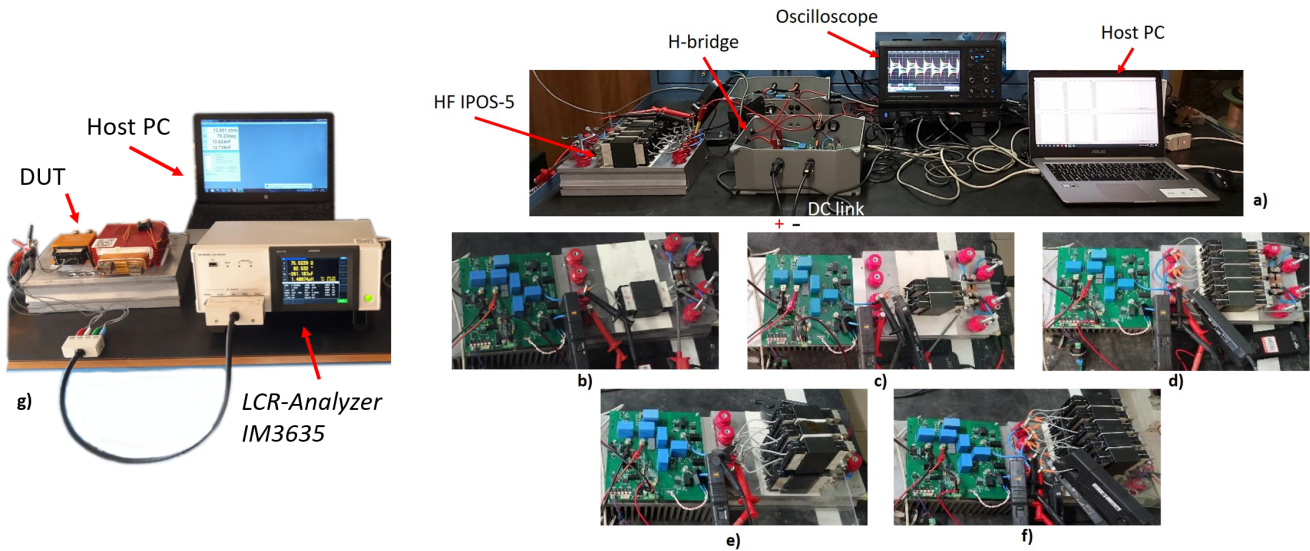 Oscilloscope
H-bridge
Host PC
HF IPOS-5
Host PC
DUT
DC link
+ –
a)
b)
c)
d)
g)
LCR-Analyzer
IM3635
e)
f)